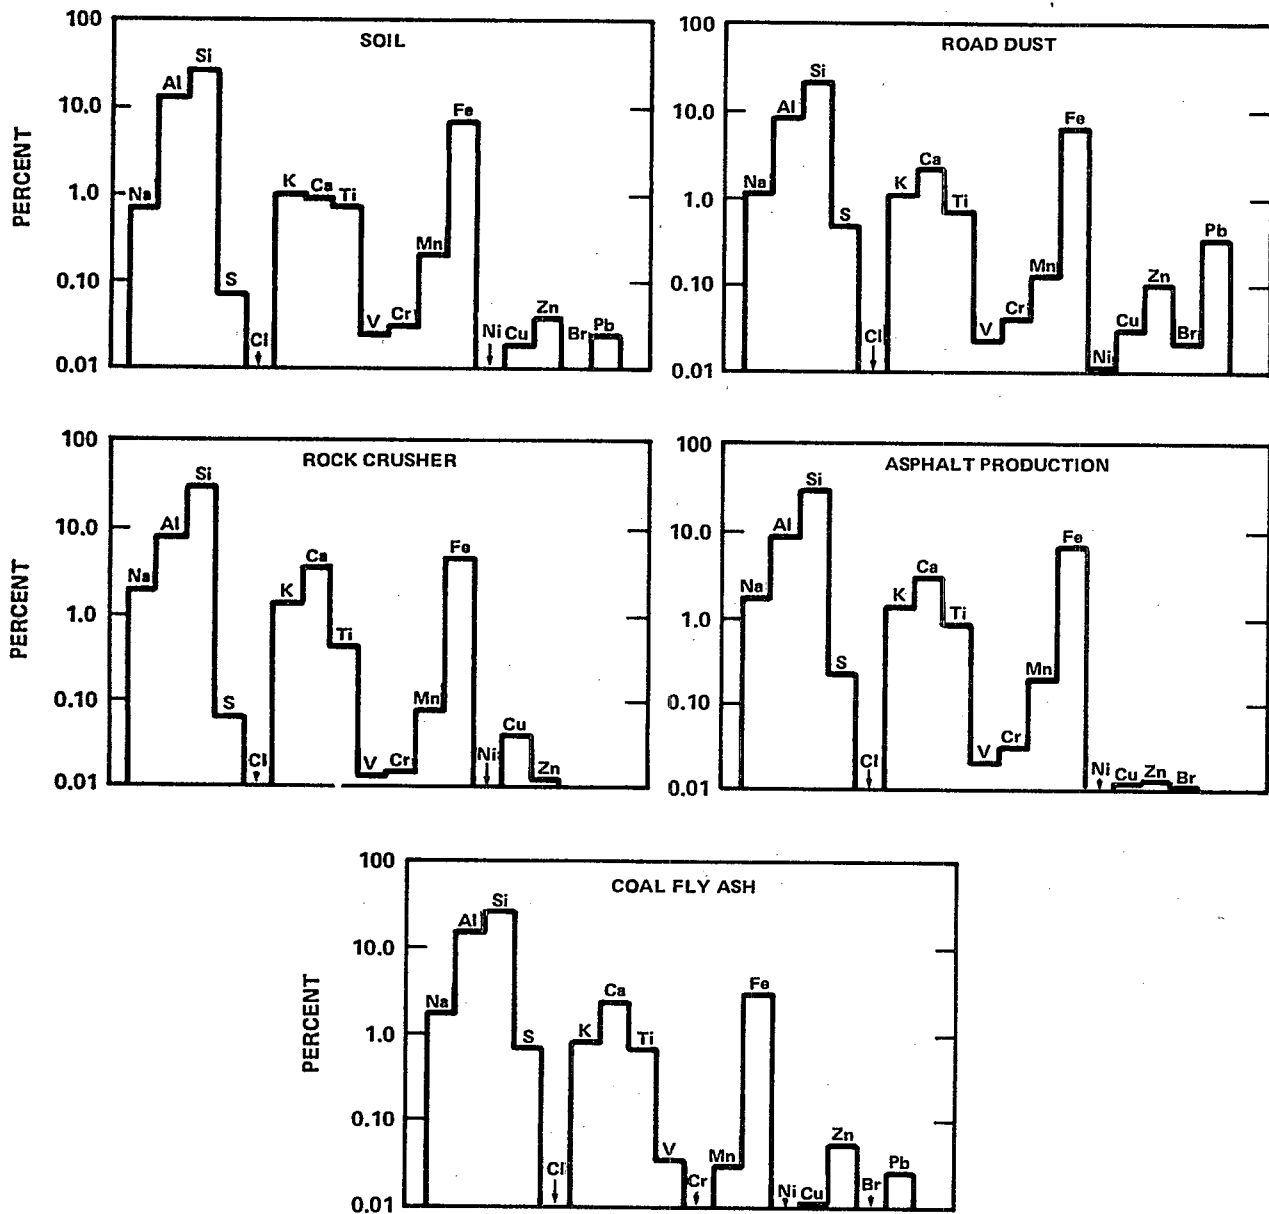 SOIL
PERCENT
100
10.0
1.0
0.10
0.01
Na
Al
Si
S
Cl
K
Ca
Ti
V
Cr
Mn
Fe
Ni
Cu
Zn
Br
Pb
ROAD DUST
100
10.0
1.0
0.10
0.01
Na
Al
Si
S
Cl
K
Ca
Ti
V
Cr
Mn
Fe
Ni
Cu
Zn
Br
Pb
ROCK CRUSHER
PERCENT
100
10.0
1.0
0.10
0.01
Na
Al
Si
S
Cl
K
Ca
Ti
V
Cr
Mn
Fe
Ni
Cu
Zn
ASPHALT PRODUCTION
100
10.0
1.0
0.10
0.01
Na
Al
Si
S
Cl
K
Ca
Ti
V
Cr
Mn
Fe
Ni
Cu
Zn
Br
COAL FLY ASH
PERCENT
100
10.0
1.0
0.10
0.01
Na
Al
Si
S
Cl
K
Ca
Ti
V
Cr
Mn
Fe
Ni
Cu
Zn
Br
Pb